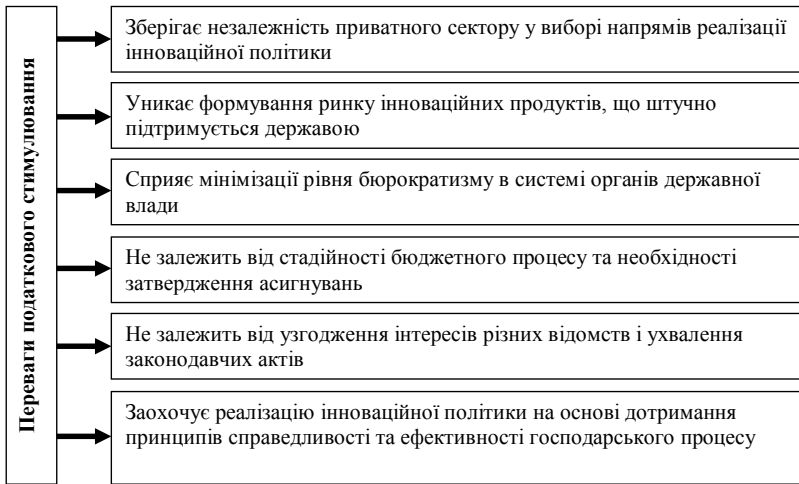 Переваги податкового стимулювання
Зберігає незалежність приватного сектору у виборі напрямів реалізації
інноваційної політики
Уникає формування ринку інноваційних продуктів, що штучно
підтримується державою
Сприяє мінімізації рівня бюрократизму в системі органів державної
влади
Не залежить від стадійності бюджетного процесу та необхідності
затвердження асигнувань
Не залежить від узгодження інтересів різних відомств і ухвалення
законодавчих актів
Заохочує реалізацію інноваційної політики на основі дотримання
принципів справедливості та ефективності господарського процесу